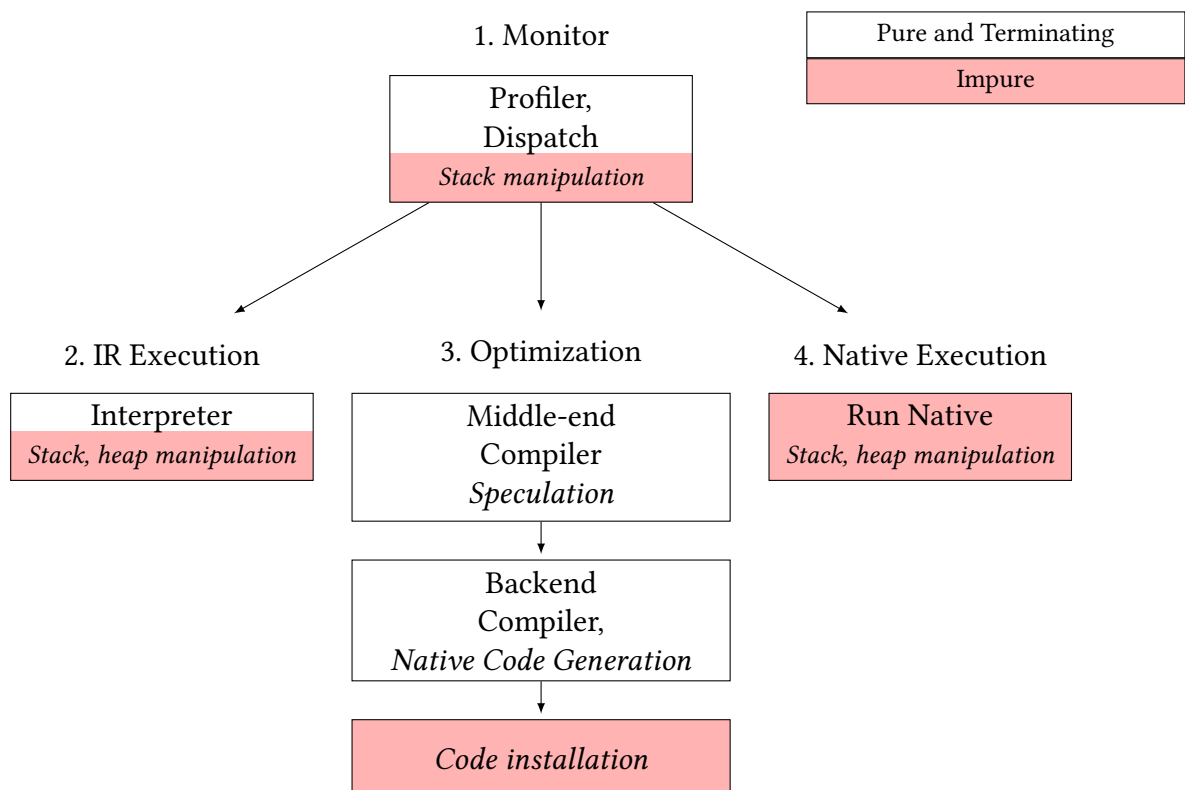 1. Monitor
Pure and Terminating
Impure
Profiler,
Dispatch
Stack manipulation
2. IR Execution
Interpreter
Stack, heap manipulation
3. Optimization
Middle-end
Compiler
Speculation
Backend
Compiler,
Native Code Generation
Code installation
4. Native Execution
Run Native
Stack, heap manipulation